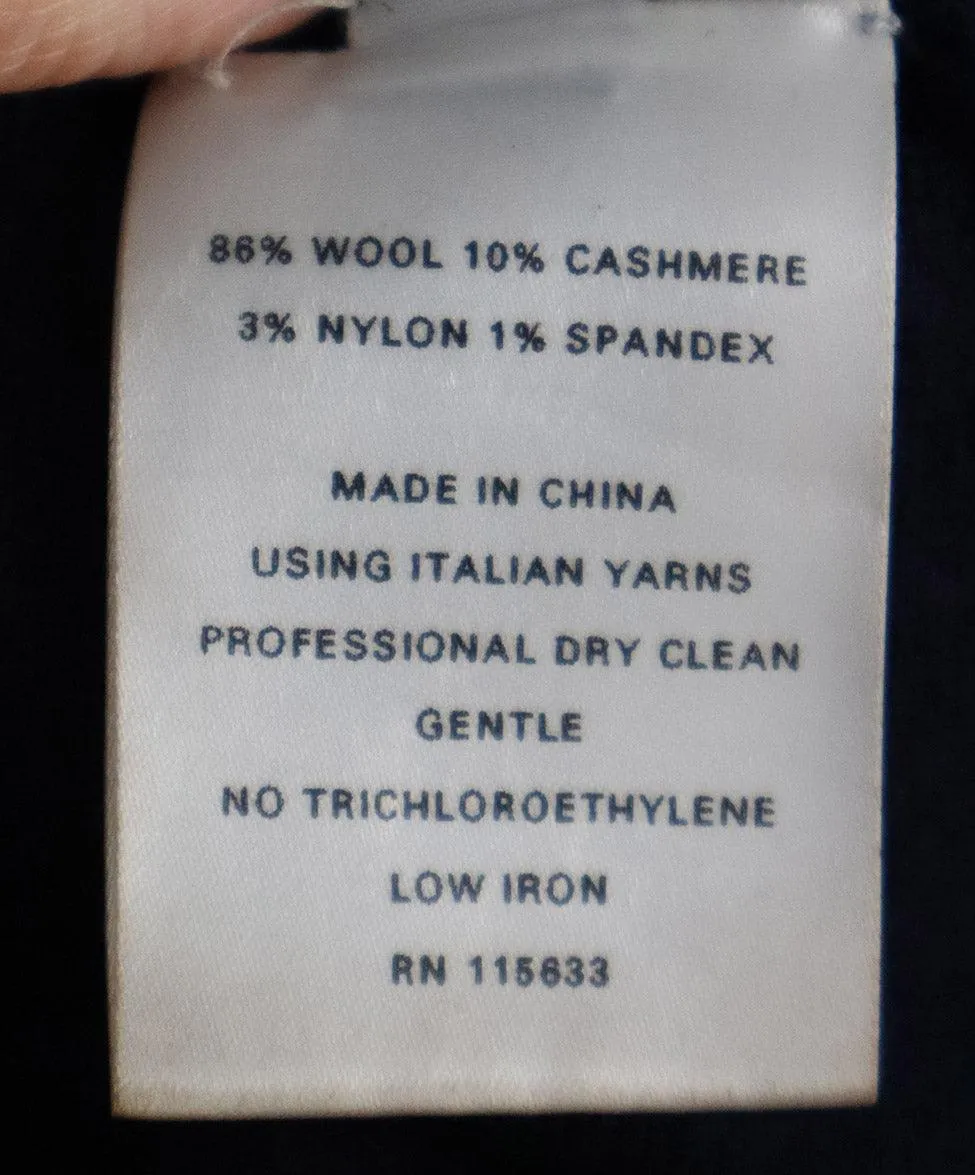 86% WOOL 10% CASHMERE
3% NYLON 1% SPANDEX
MADE IN CHINA
USING ITALIAN YARNS
PROFESSIONAL DRY CLEAN
GENTLE
NO TRICHLOROETHYLENE
LOW IRON
RN 115633